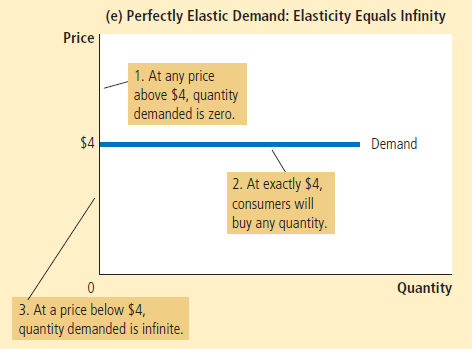 (e) Perfectly Elastic Demand: Elasticity Equals Infinity
Price
1. At any price
above $4, quantity
demanded is zero.
$4
Demand
2. At exactly $4,
consumers will
buy any quantity.
0
Quantity
3. At a price below $4,
quantity demanded is infinite.